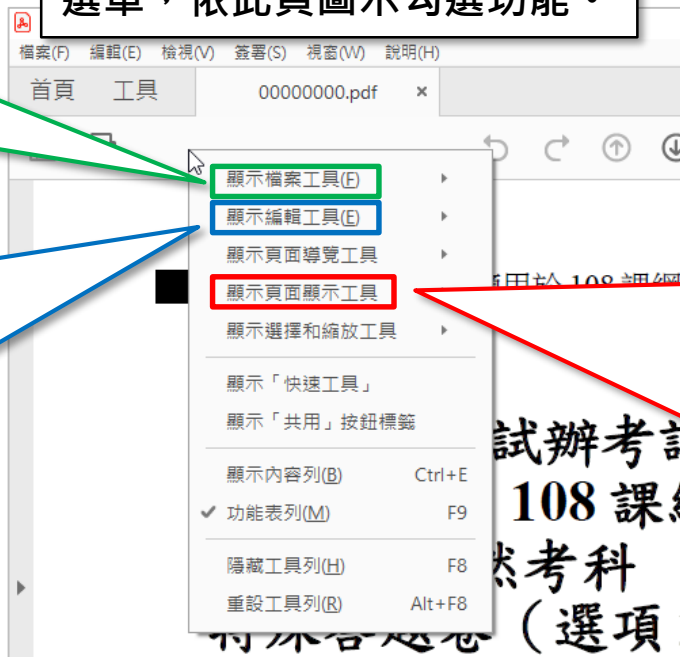 選單，依此頁圖示勾選功能。
檔案(F) 編輯(E) 檢視(V) 簽署(S) 視窗(W) 說明(H)
首頁 工具 00000000.pdf ×
顯示檔案工具(F)
顯示編輯工具(E)
顯示頁面導覽工具
用於 108 課綱
顯示頁面顯示工具
顯示選擇和縮放工具
顯示「快速工具」
顯示「共用」按鈕標籤
試辦考
顯示內容列(B) Ctrl+E
108 課
✓ 功能表列(M) F9
然考科
隱藏工具列(H) F8
重設工具列(R) Alt+F8
（選項